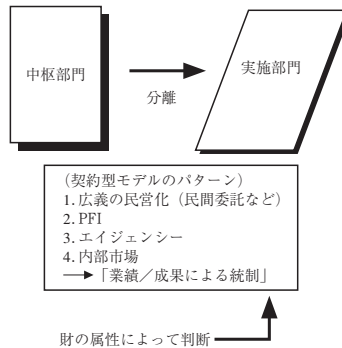 中枢部門
実施部門
分離
(契約型モデルのパターン)
1. 広義の民営化(民間委託など)
2. PFI
3. エイジェンシー
4. 内部市場
→「業績/成果による統制」
財の属性によって判断